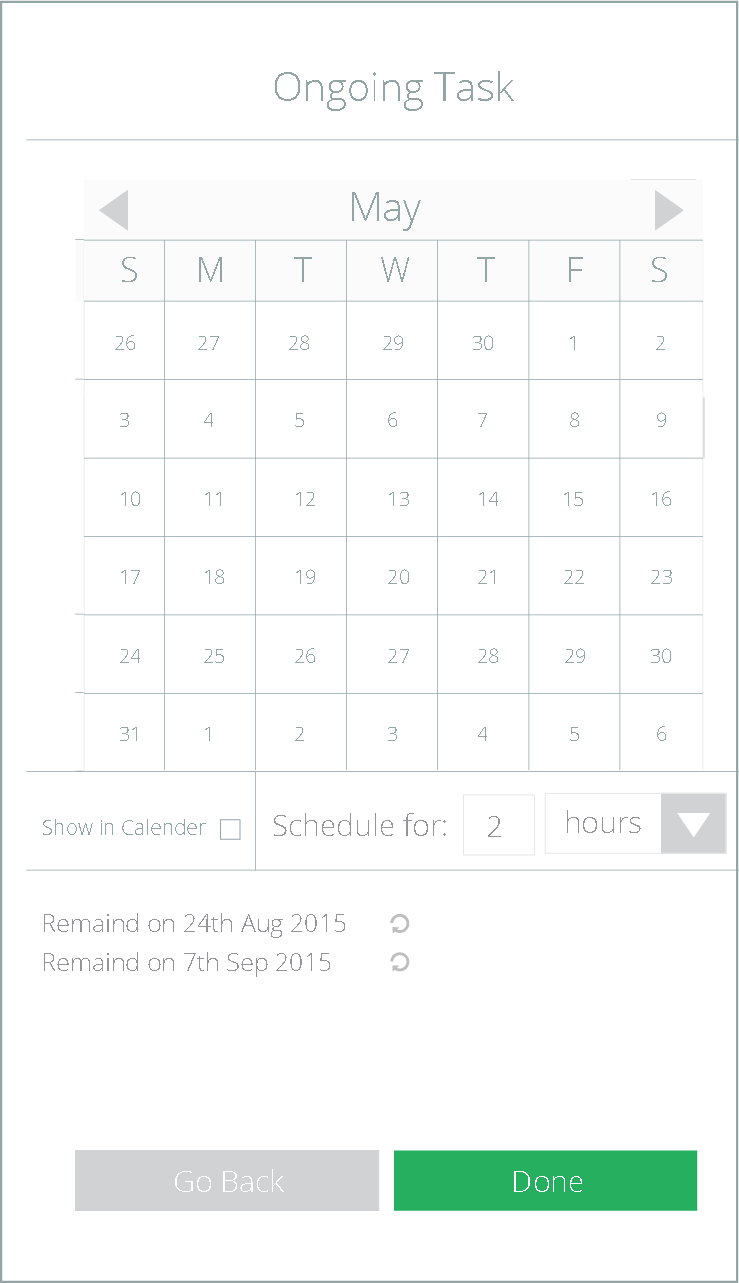 Ongoing Task
May
S M T W T F S
26 27 28 29 30 1 2
3 4 5 6 7 8 9
10 11 12 13 14 15 16
17 18 19 20 21 22 23
24 25 26 27 28 29 30
31 1 2 3 4 5 6
Show in Calender Schedule for: 2 hours
Remaind on 24th Aug 2015
Remaind on 7th Sep 2015
Go Back Done